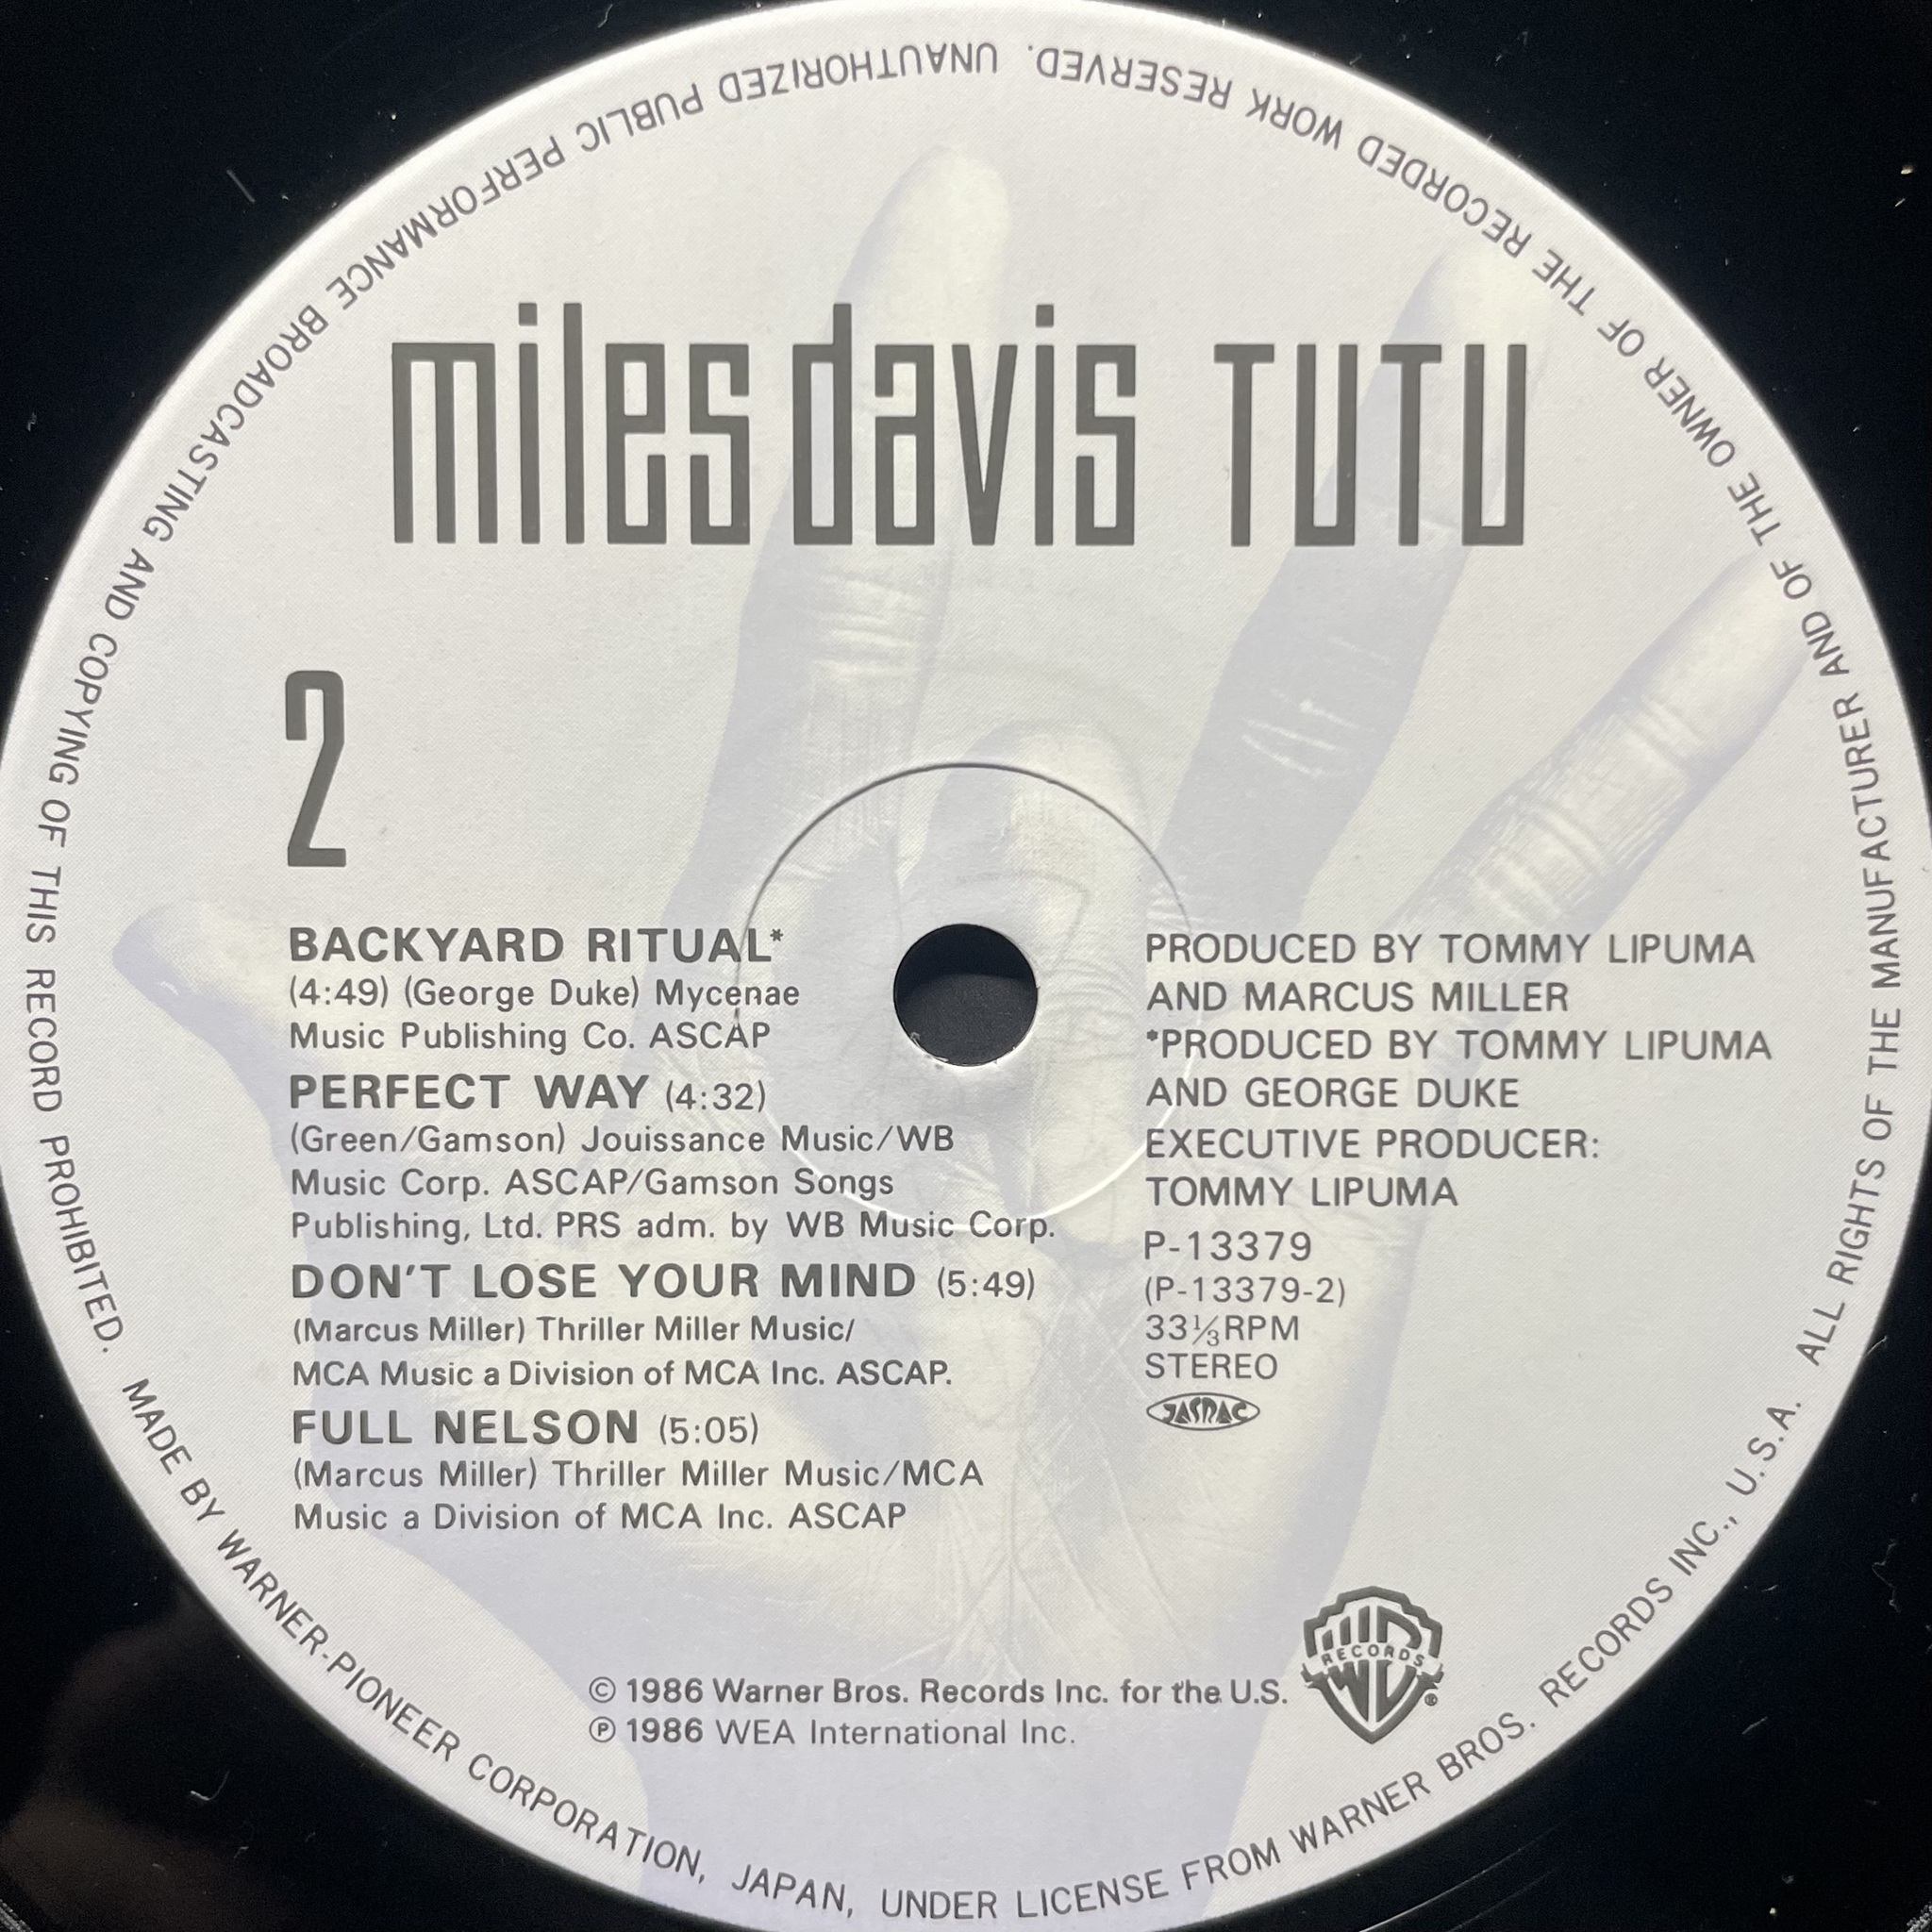 miles davis TUTU
2
BACKYARD RITUAL*
(4:49) (George Duke) Mycenae
Music Publishing Co. ASCAP
PERFECT WAY (4:32)
(Green/Gamson) Jouissance Music/WB
Music Corp. ASCAP/Gamson Songs
Publishing, Ltd. PRS adm. by WB Music Corp.
DON'T LOSE YOUR MIND (5:49)
(Marcus Miller) Thriller Miller Music/
MCA Music a Division of MCA Inc. ASCAP.
FULL NELSON (5:05)
(Marcus Miller) Thriller Miller Music/MCA
Music a Division of MCA Inc. ASCAP
PRODUCED BY TOMMY LIPUMA
AND MARCUS MILLER
*PRODUCED BY TOMMY LIPUMA
AND GEORGE DUKE
EXECUTIVE PRODUCER:
TOMMY LIPUMA
P-13379
(P-13379-2)
33⅓RPM
STEREO
JASRAC
© 1986 Warner Bros. Records Inc. for the U.S.
℗ 1986 WEA International Inc.
WB RECORDS ®
MADE BY WARNER-PIONEER CORPORATION, JAPAN, UNDER LICENSE FROM WARNER BROS. RECORDS INC., U.S.A. ALL RIGHTS OF THE MANUFACTURER AND OF THE OWNER OF THE RECORDED WORK RESERVED. UNAUTHORIZED PUBLIC PERFORMANCE BROADCASTING AND COPYING OF THIS RECORD PROHIBITED.